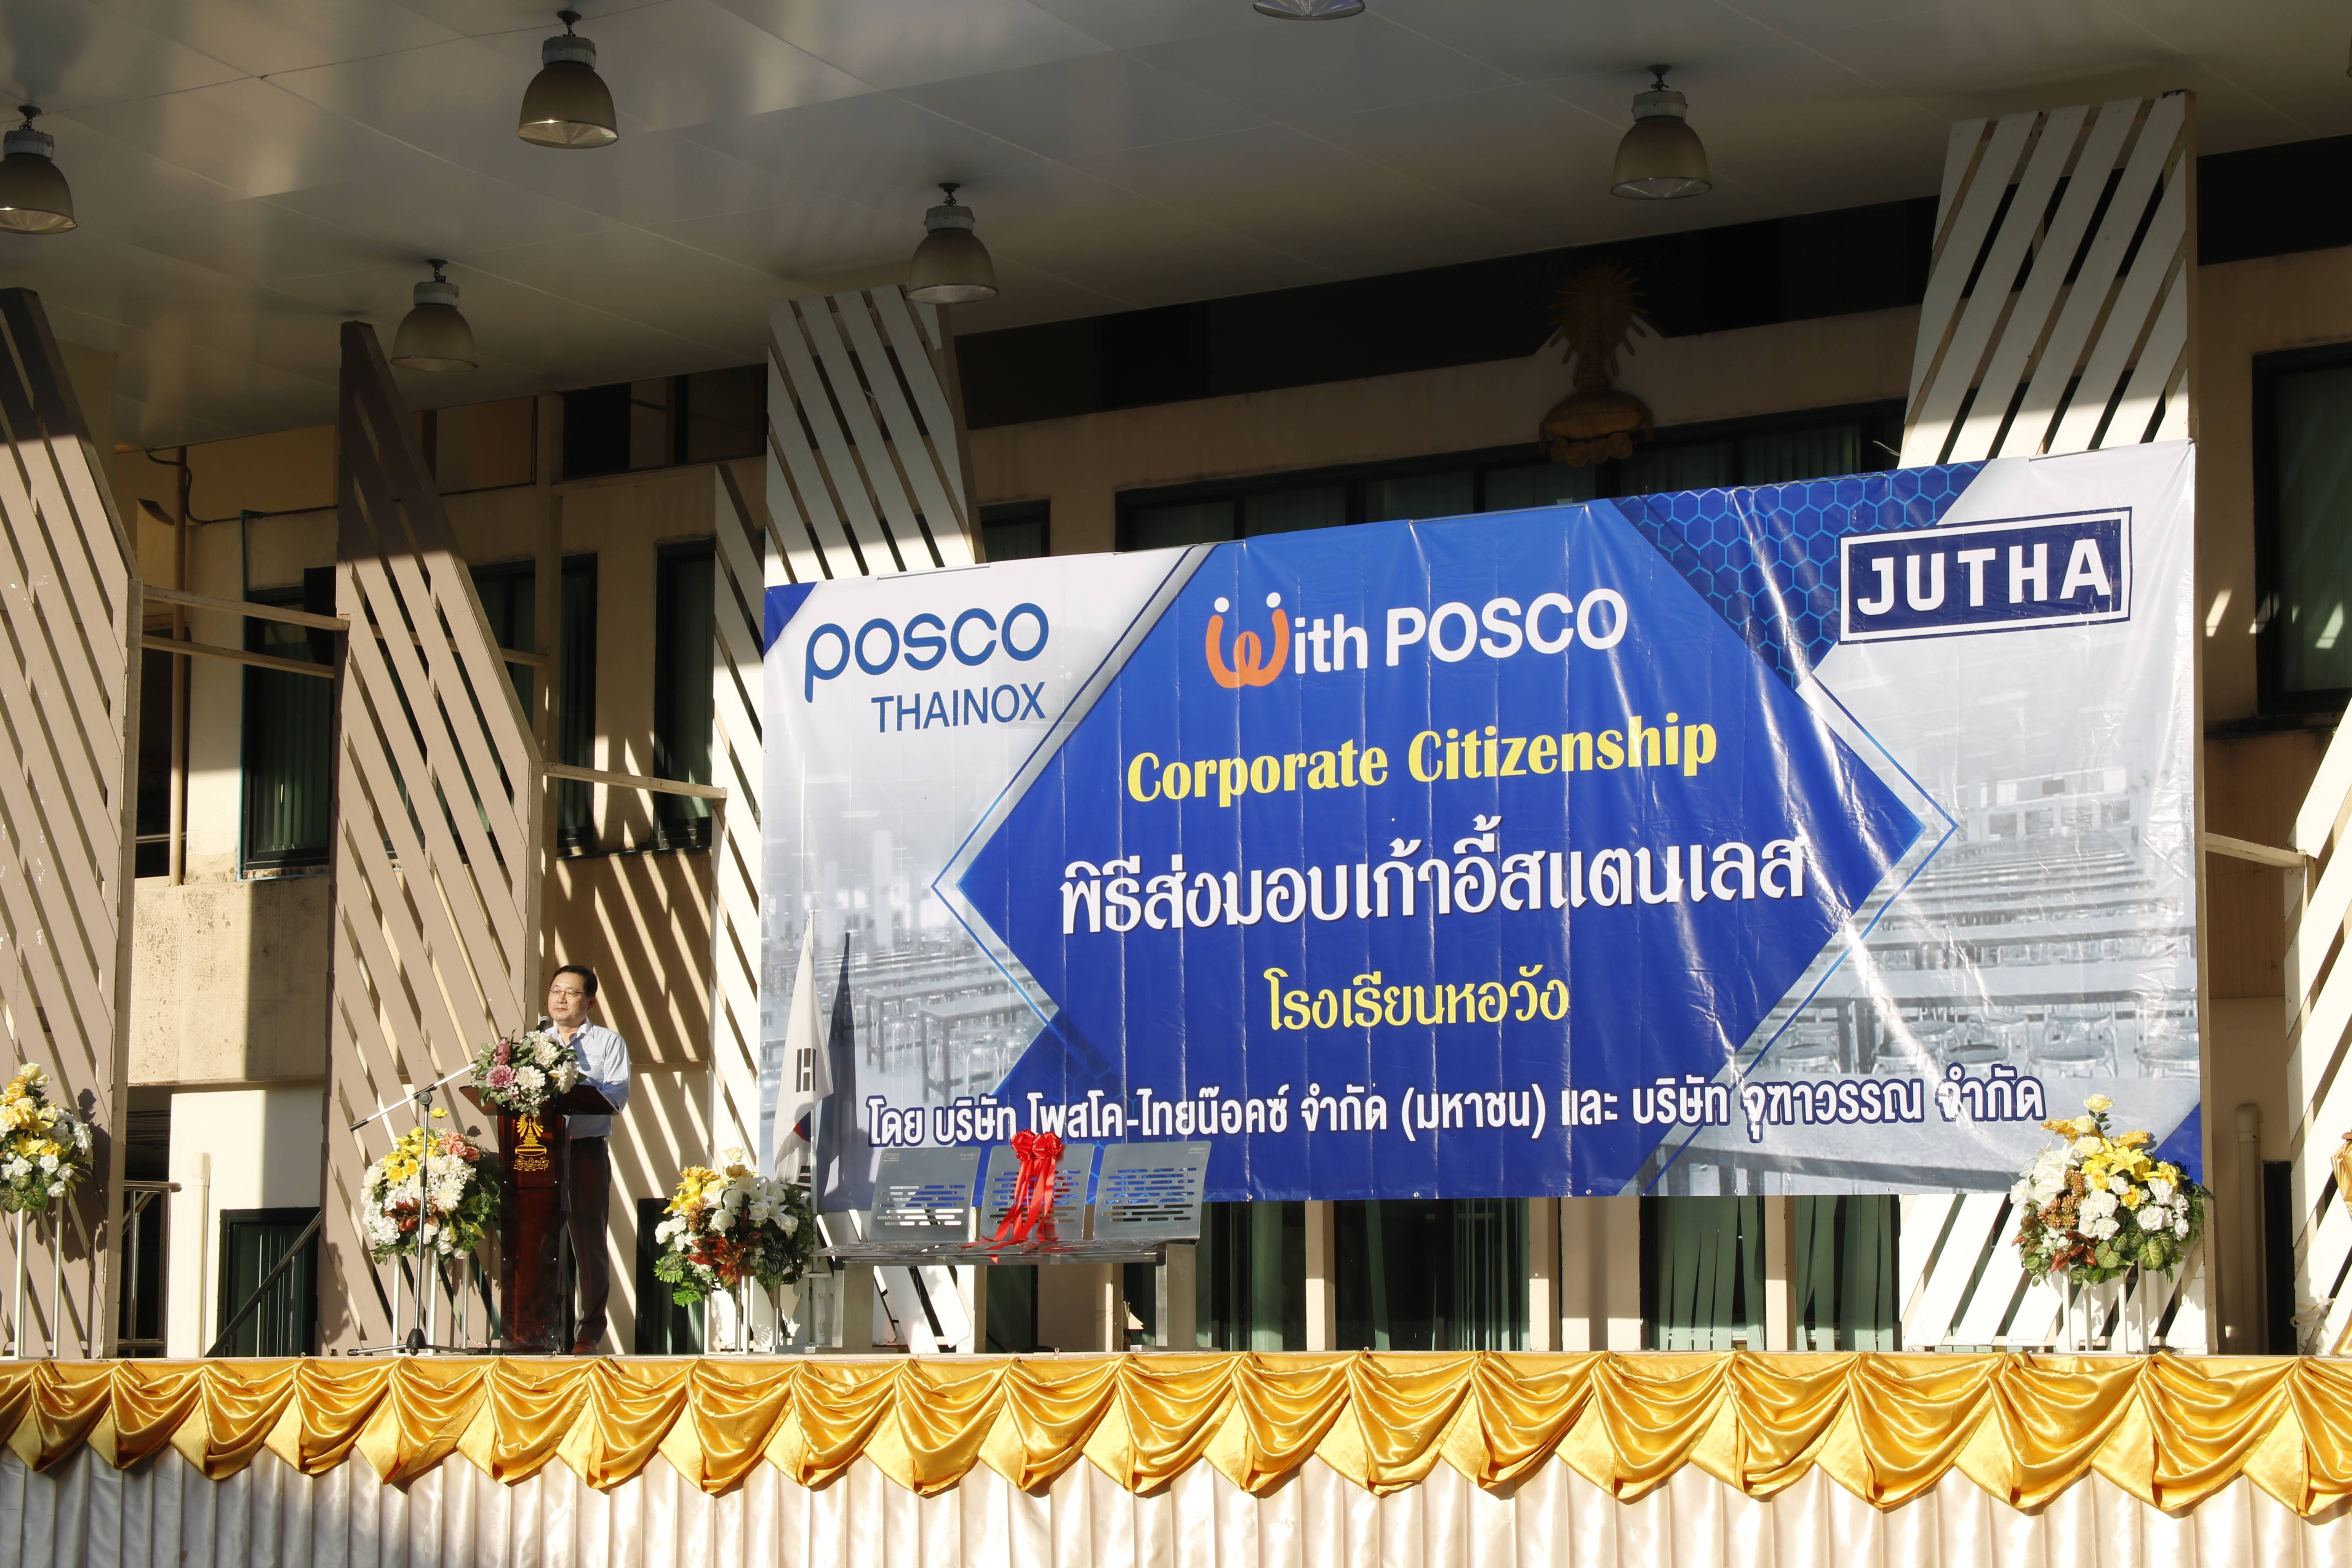 posco
THAINOX
With POSCO
JUTHA
Corporate Citizenship
พิธีส่งมอบเก้าอี้สแตนเลส
โรงเรียนหอวัง
โดย บริษัท โพสโค-ไทยน๊อคซ์ จำกัด (มหาชน) และ บริษัท จุฑาวรรณ จำกัด